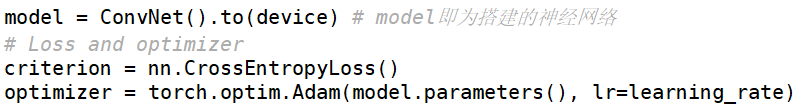 model = ConvNet().to(device) # model即为搭建的神经网络
# Loss and optimizer
criterion = nn.CrossEntropyLoss()
optimizer = torch.optim.Adam(model.parameters(), lr=learning_rate)